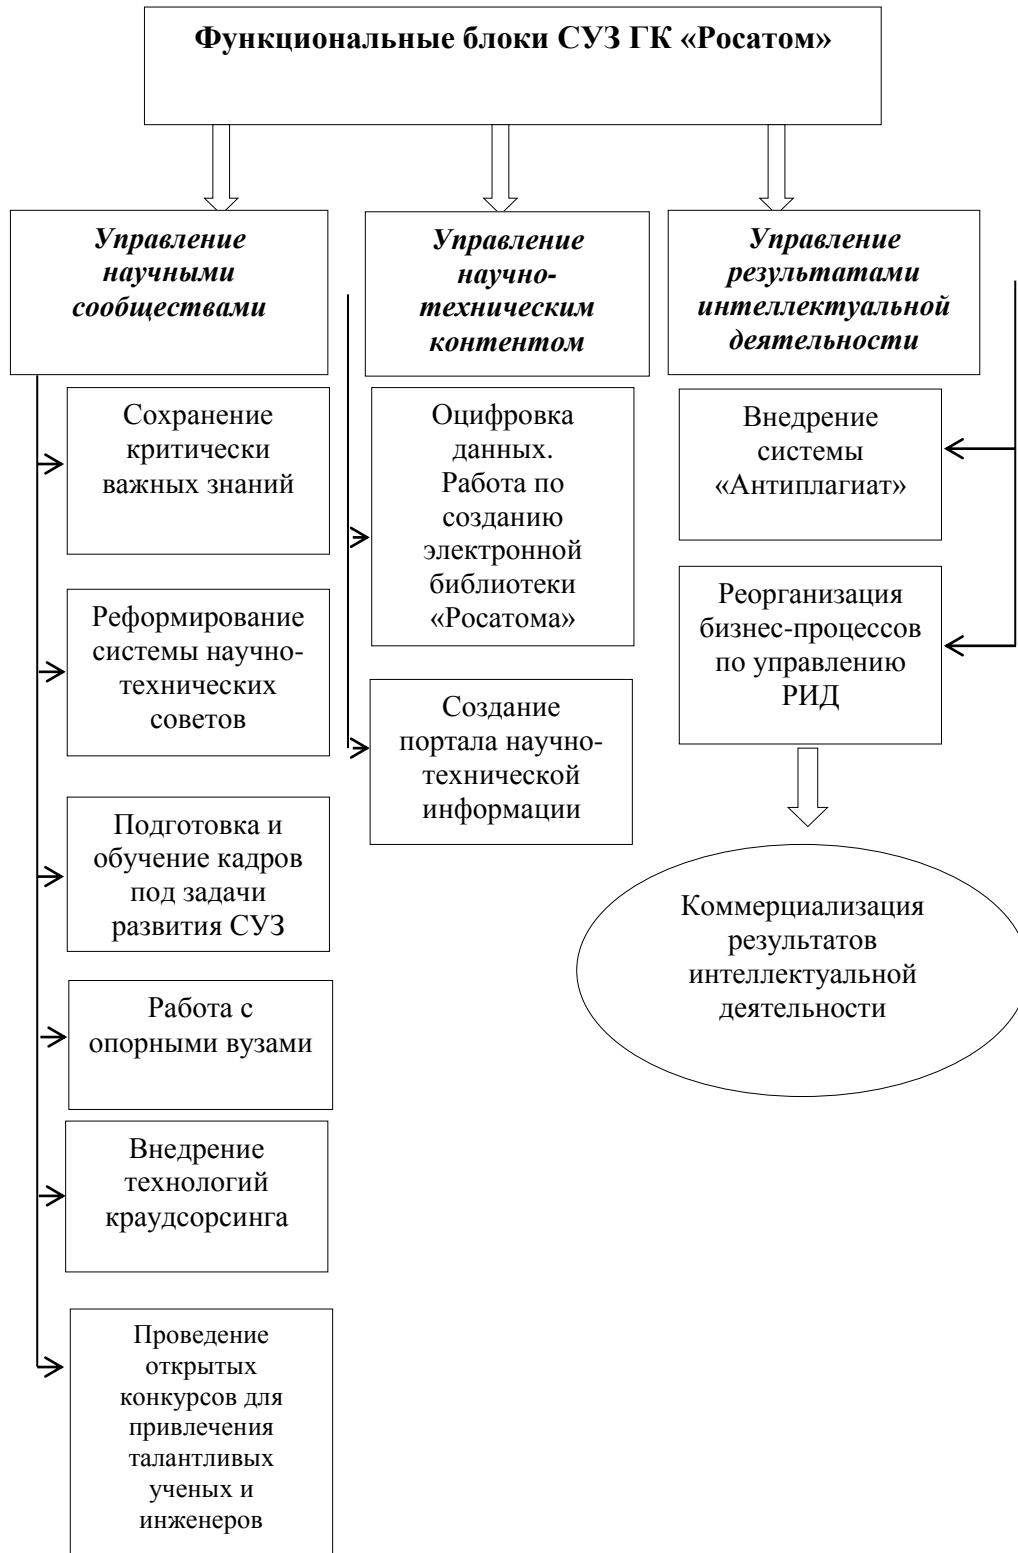 Функциональные блоки СУЗ ГК «Росатом»
Управление
научными
сообществами
Сохранение
критически
важных знаний
Реформирование
системы научно-
технических
советов
Подготовка и
обучение кадров
под задачи
развития СУЗ
Работа с
опорными вузами
Внедрение
технологий
краудсорсинга
Проведение
открытых
конкурсов для
привлечения
талантливых
ученых и
инженеров
Управление
научно-
техническим
контентом
Оцифровка
данных.
Работа по
созданию
электронной
библиотеки
«Росатома»
Создание
портала научно-
технической
информации
Управление
результатами
интеллектуальной
деятельности
Внедрение
системы
«Антиплагиат»
Реорганизация
бизнес-процессов
по управлению
РИД
Коммерциализация
результатов
интеллектуальной
деятельности